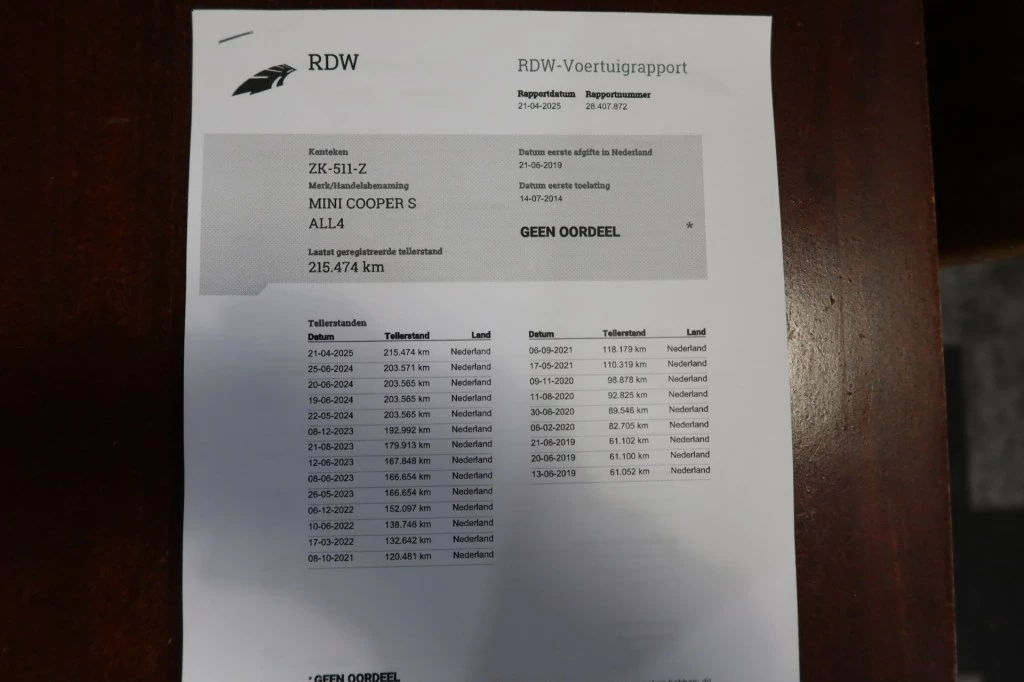 RDW
RDW-Voertuigrapport
Rapportdatum Rapportnummer
21-04-2025 28.407.872
Kenteken
ZK-511-Z
Merk/Handelsbenaming
MINI COOPER S
ALL4
Laatst geregistreerde tellerstand
215.474 km
Datum eerste afgifte in Nederland
21-06-2019
Datum eerste toelating
14-07-2014
GEEN OORDEEL *
Tellerstanden
Datum Tellerstand Land
21-04-2025 215.474 km Nederland
25-06-2024 203.571 km Nederland
20-06-2024 203.565 km Nederland
19-06-2024 203.565 km Nederland
22-05-2024 203.565 km Nederland
08-12-2023 192.992 km Nederland
21-08-2023 179.913 km Nederland
12-06-2023 167.848 km Nederland
08-06-2023 166.654 km Nederland
26-05-2023 166.654 km Nederland
06-12-2022 152.097 km Nederland
10-06-2022 138.746 km Nederland
17-03-2022 132.642 km Nederland
08-10-2021 120.481 km Nederland
Datum Tellerstand Land
06-09-2021 118.179 km Nederland
17-05-2021 110.319 km Nederland
09-11-2020 98.878 km Nederland
11-08-2020 92.825 km Nederland
30-06-2020 89.546 km Nederland
06-02-2020 82.705 km Nederland
21-06-2019 61.102 km Nederland
20-06-2019 61.100 km Nederland
13-06-2019 61.052 km Nederland
* GEEN OORDEEL